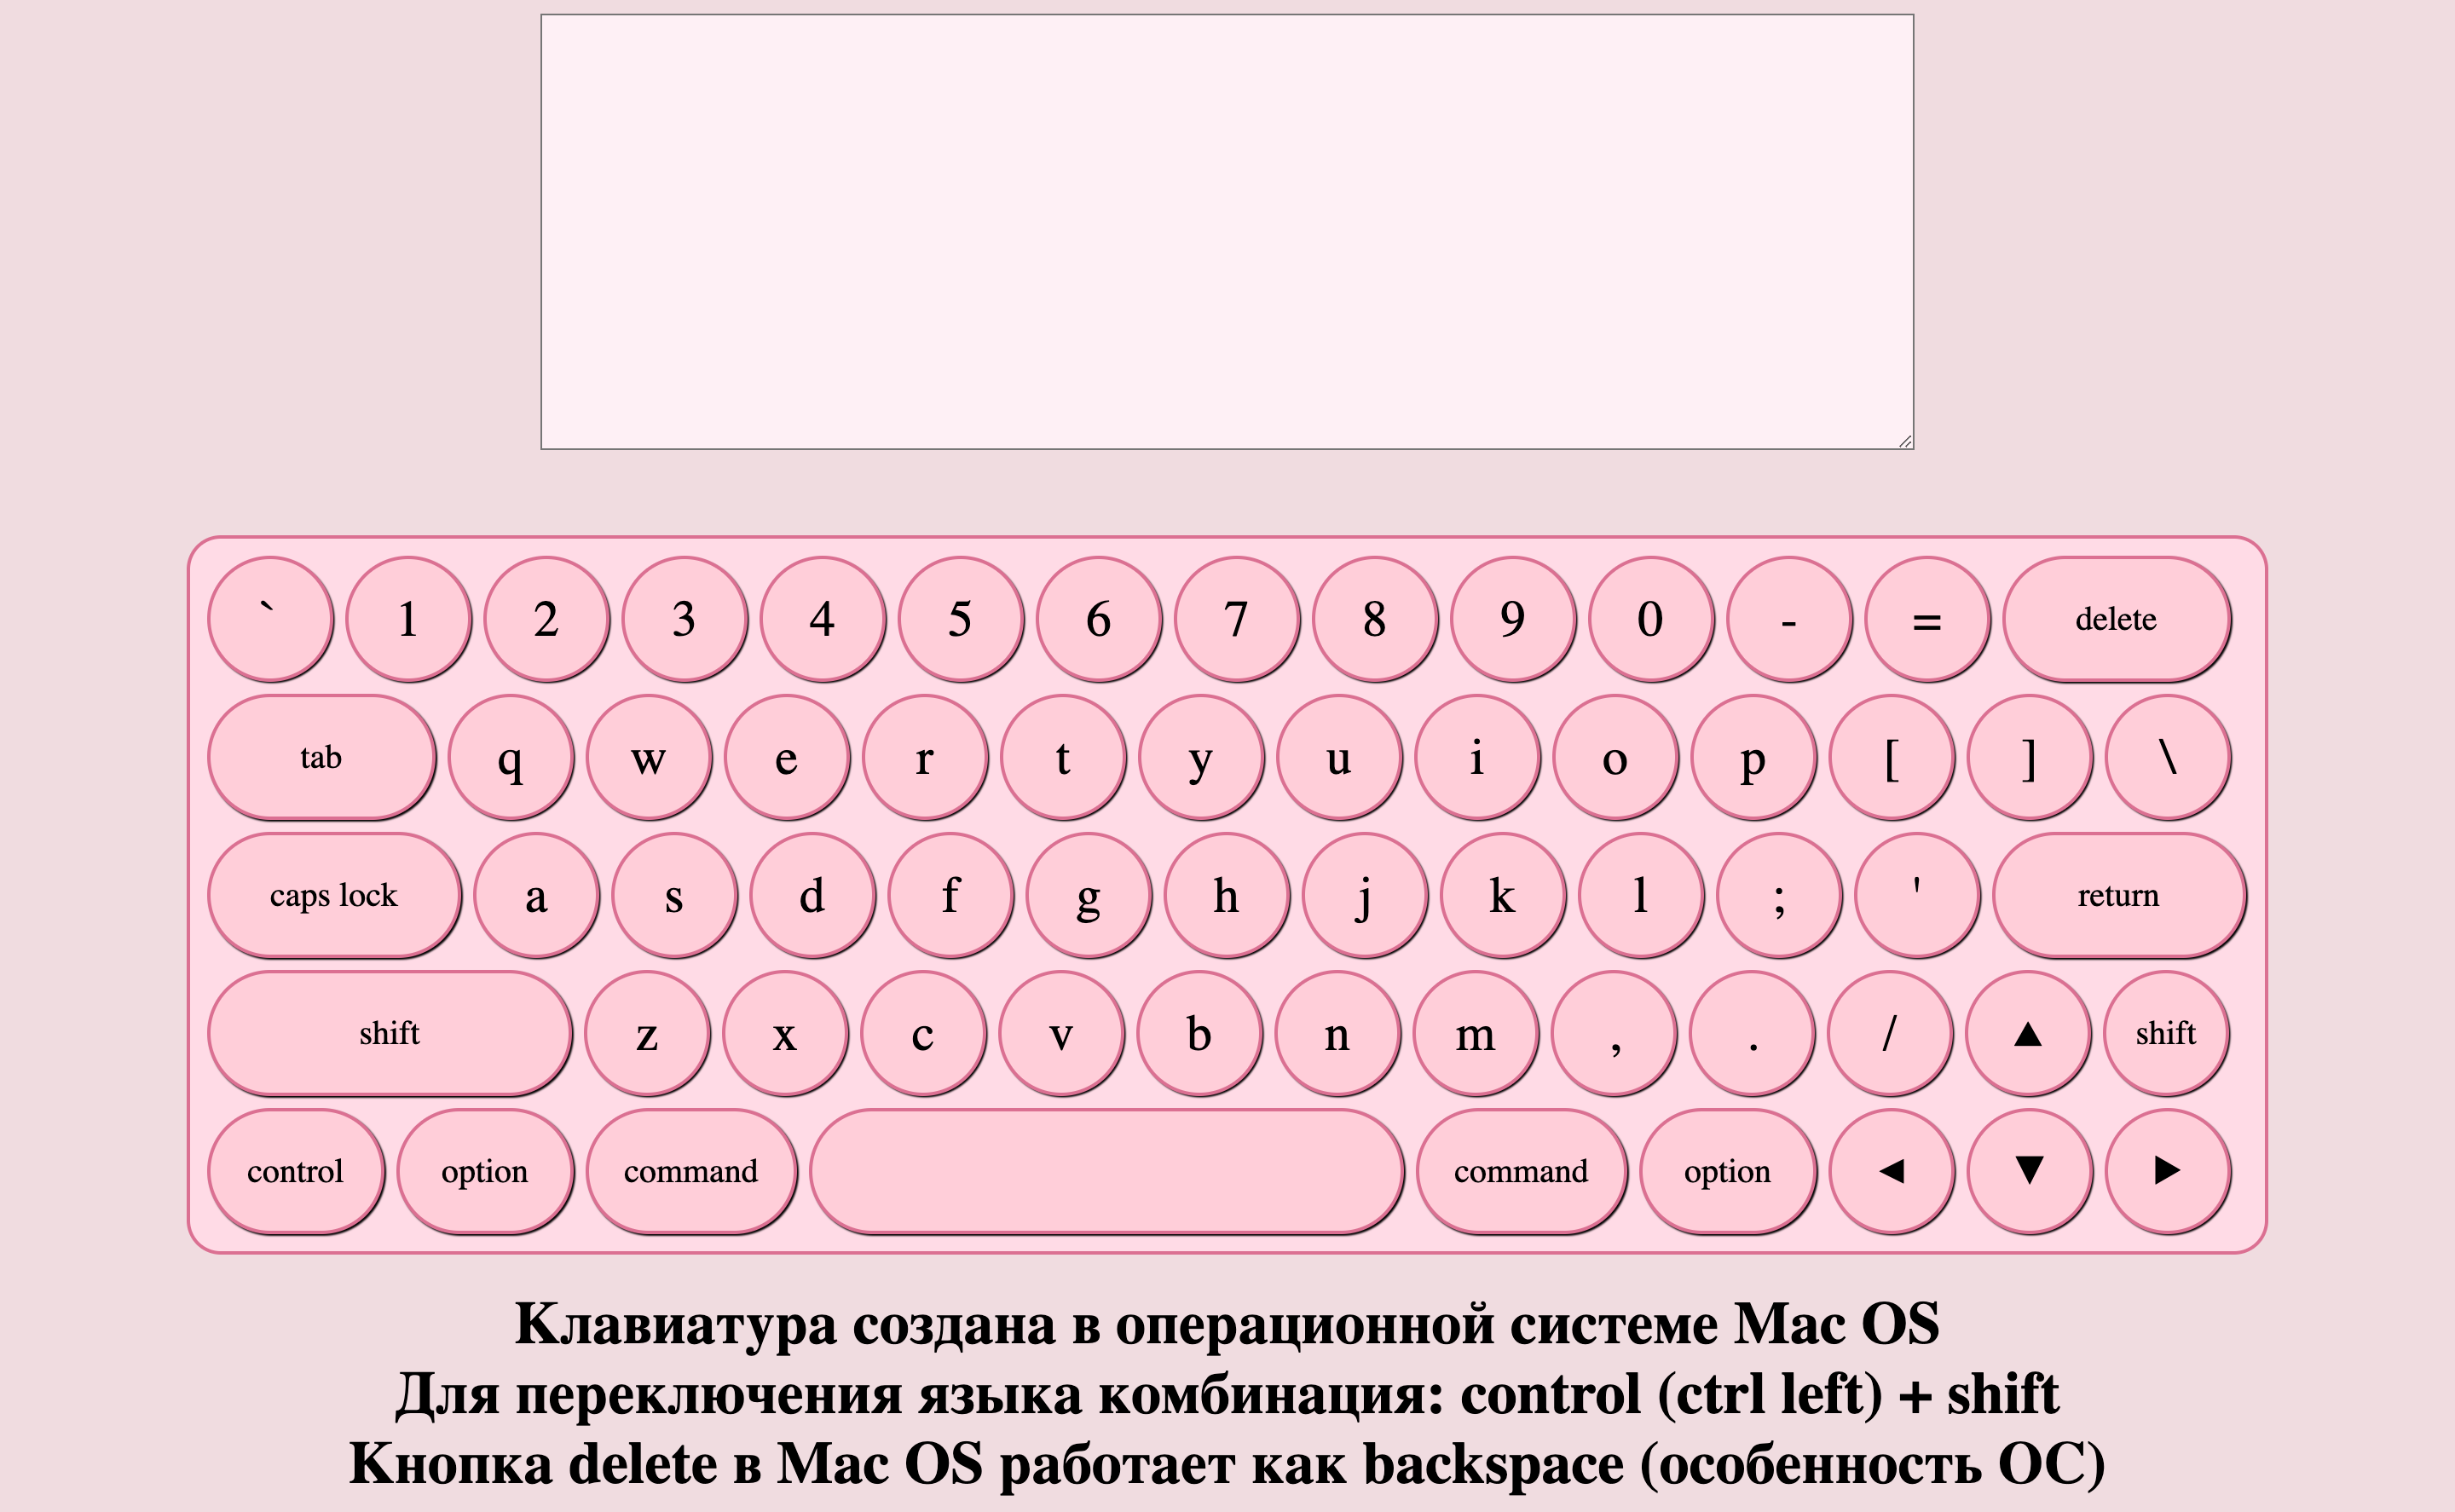 ` 1 2 3 4 5 6 7 8 9 0 - = delete
tab q w e r t y u i o p [ ] \
caps lock a s d f g h j k l ; ' return
shift z x c v b n m , . / ▲ shift
control option command command option ◀ ▼ ▶
Клавиатура создана в операционной системе Mac OS
Для переключения языка комбинация: control (ctrl left) + shift
Кнопка delete в Mac OS работает как backspace (особенность ОС)